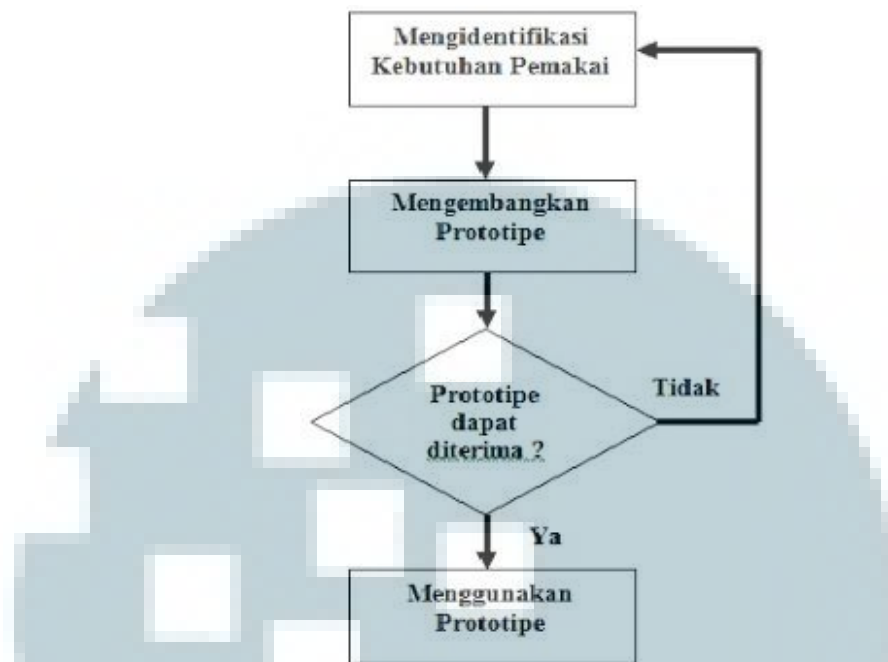 Mengidentifikasi
Kebutuhan Pemakai
Mengembangkan
Prototipe
Prototipe
dapat
diterima ?
Tidak
Ya
Menggunakan
Prototipe